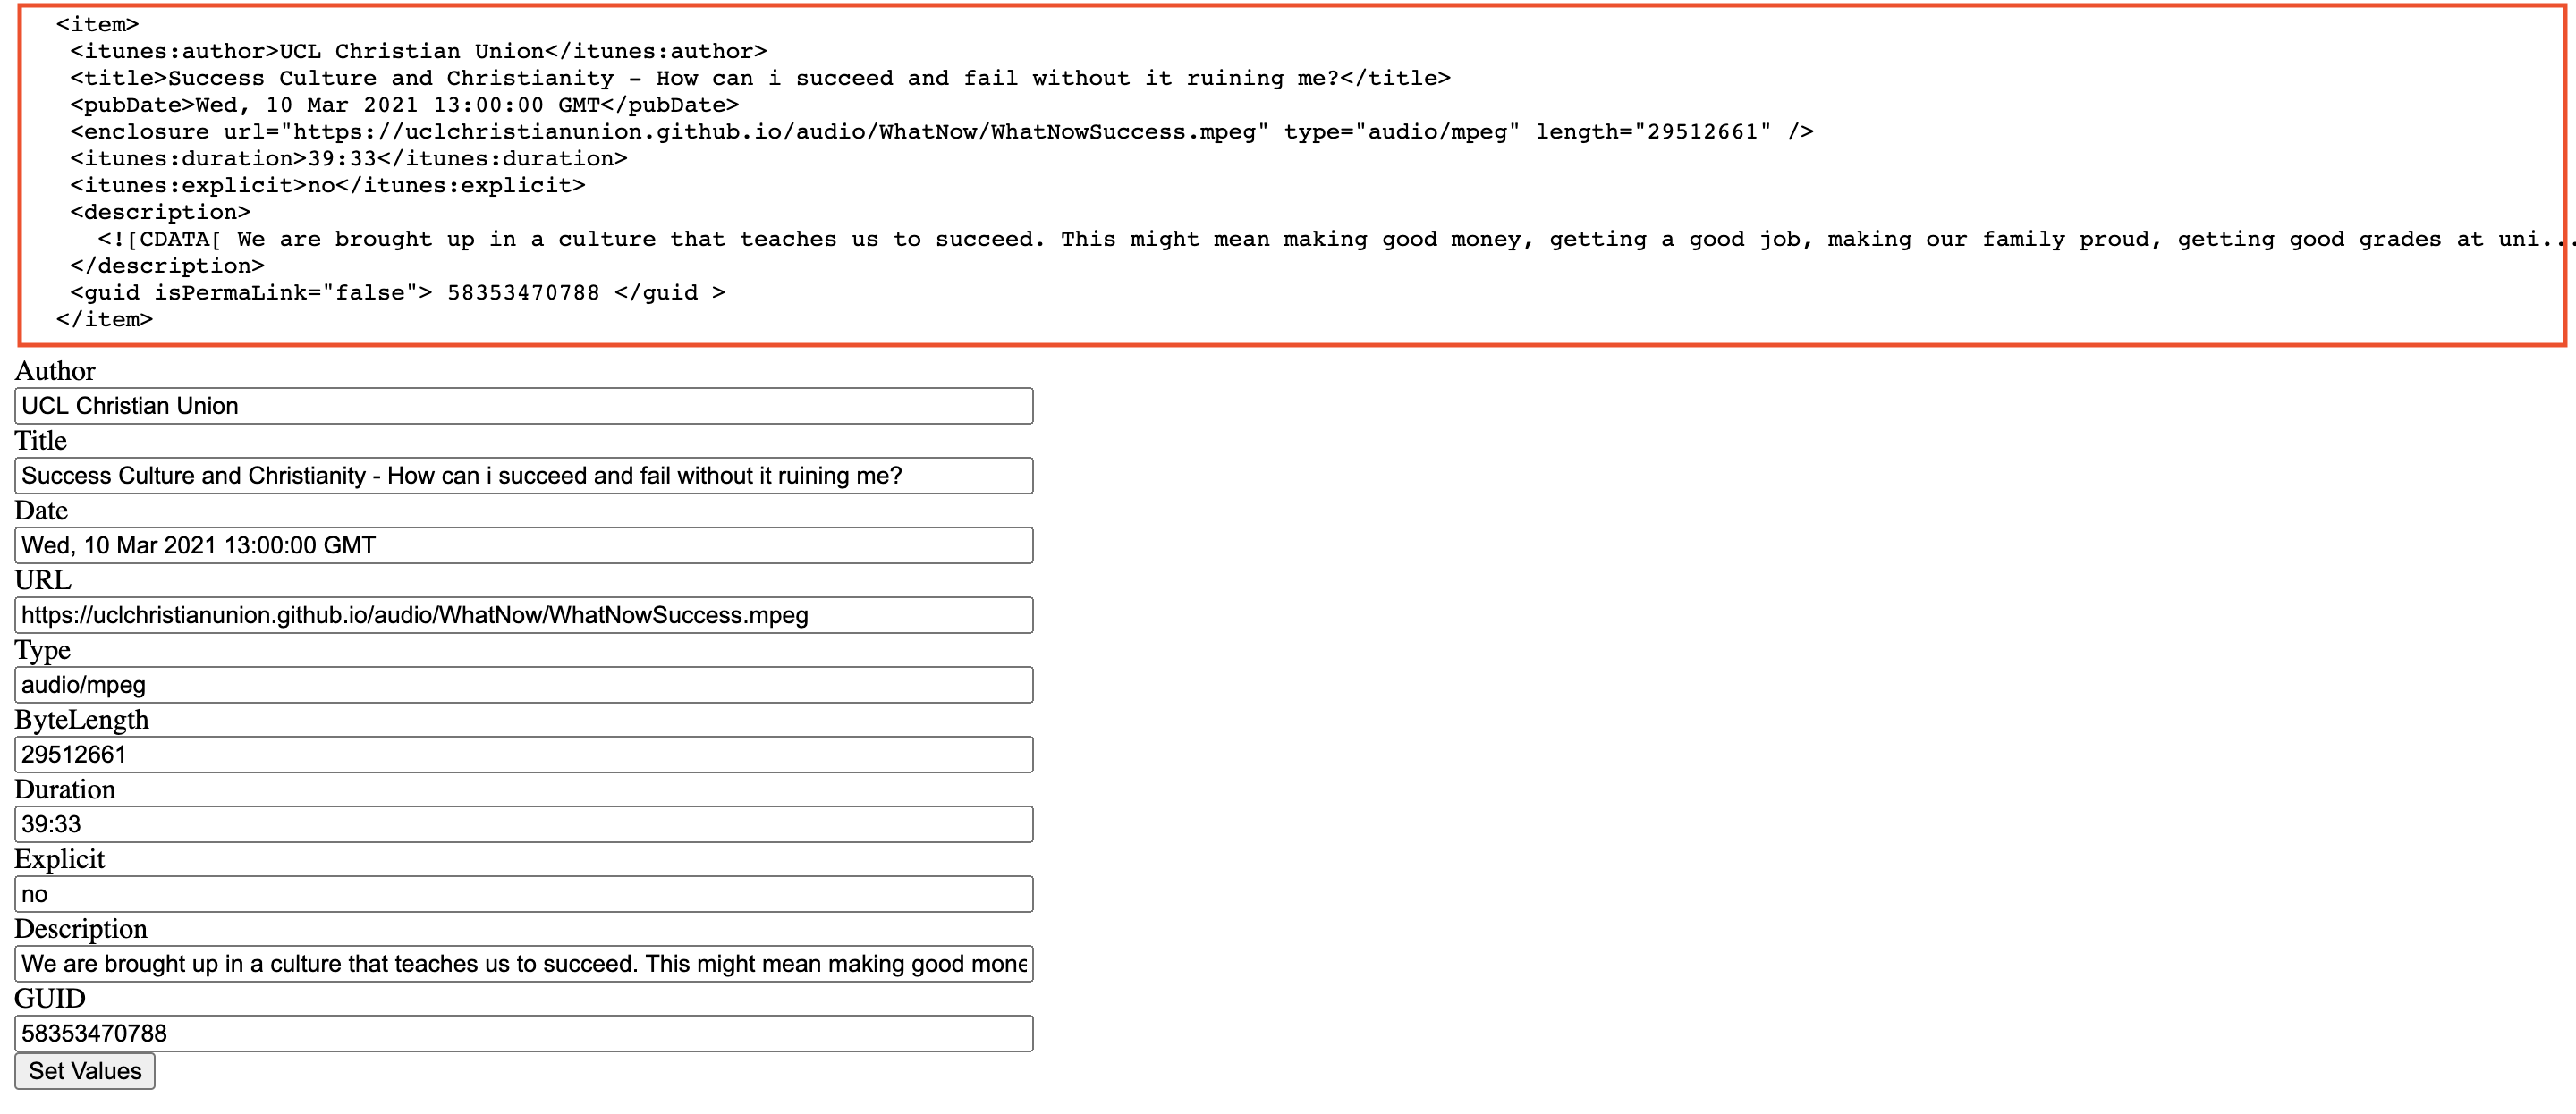 <item>
<itunes:author>UCL Christian Union</itunes:author>
<title>Success Culture and Christianity - How can i succeed and fail without it ruining me?</title>
<pubDate>Wed, 10 Mar 2021 13:00:00 GMT</pubDate>
<enclosure url="https://uclchristianunion.github.io/audio/WhatNow/WhatNowSuccess.mpeg" type="audio/mpeg" length="29512661" />
<itunes:duration>39:33</itunes:duration>
<itunes:explicit>no</itunes:explicit>
<description>
<![CDATA[ We are brought up in a culture that teaches us to succeed. This might mean making good money, getting a good job, making our family proud, getting good grades at uni...
</description>
<guid isPermaLink="false"> 58353470788 </guid >
</item>
Author
UCL Christian Union
Title
Success Culture and Christianity - How can i succeed and fail without it ruining me?
Date
Wed, 10 Mar 2021 13:00:00 GMT
URL
https://uclchristianunion.github.io/audio/WhatNow/WhatNowSuccess.mpeg
Type
audio/mpeg
ByteLength
29512661
Duration
39:33
Explicit
no
Description
We are brought up in a culture that teaches us to succeed. This might mean making good mone
GUID
58353470788
Set Values